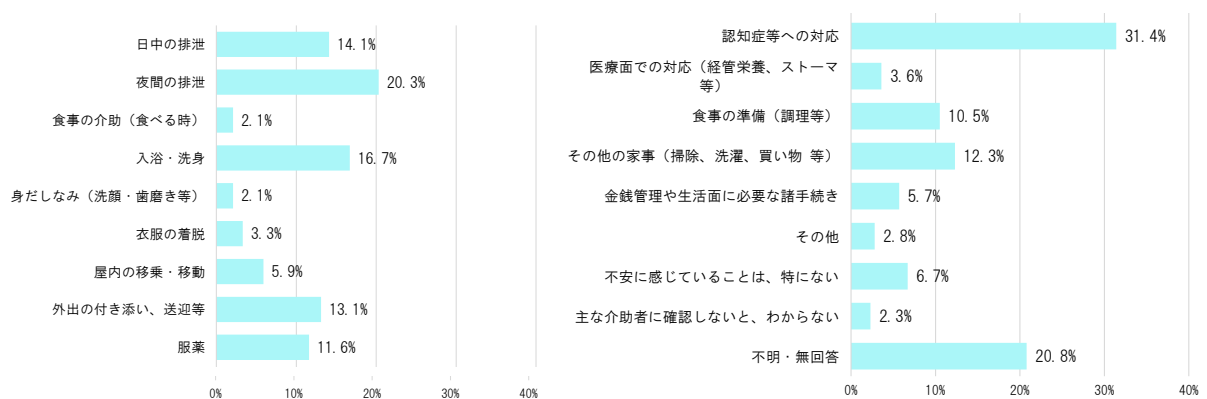 日中の排泄 14.1%
夜間の排泄 20.3%
食事の介助（食べる時） 2.1%
入浴・洗身 16.7%
身だしなみ（洗顔・歯磨き等） 2.1%
衣服の着脱 3.3%
屋内の移乗・移動 5.9%
外出の付き添い、送迎等 13.1%
服薬 11.6%
0% 10% 20% 30% 40%
認知症等への対応 31.4%
医療面での対応（経管栄養、ストーマ
等） 3.6%
食事の準備（調理等） 10.5%
その他の家事（掃除、洗濯、買い物 等） 12.3%
金銭管理や生活面に必要な諸手続き 5.7%
その他 2.8%
不安に感じていることは、特にない 6.7%
主な介助者に確認しないと、わからない 2.3%
不明・無回答 20.8%
0% 10% 20% 30% 40%